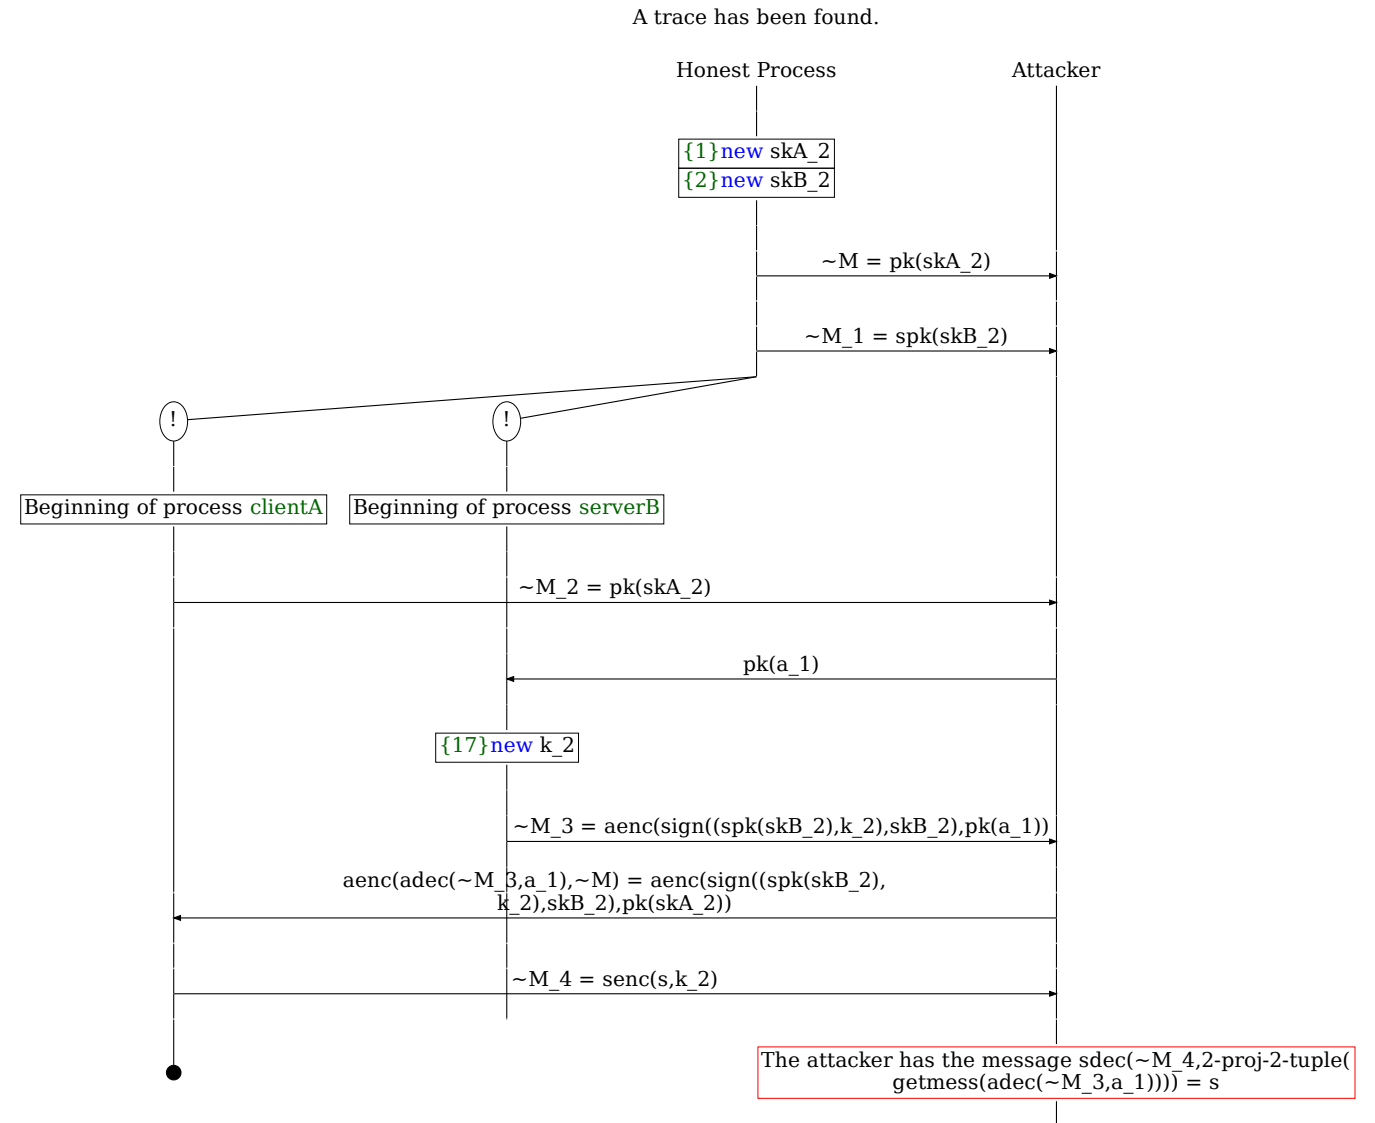 A trace has been found.
Honest Process
Attacker
{1}new skA_2
{2}new skB_2
~M = pk(skA_2)
~M_1 = spk(skB_2)
!
!
Beginning of process clientA
Beginning of process serverB
~M_2 = pk(skA_2)
pk(a_1)
{17}new k_2
~M_3 = aenc(sign((spk(skB_2),k_2),skB_2),pk(a_1))
aenc(adec(~M_3,a_1),~M) = aenc(sign((spk(skB_2),
k_2),skB_2),pk(skA_2))
~M_4 = senc(s,k_2)
The attacker has the message sdec(~M_4,2-proj-2-tuple(
getmess(adec(~M_3,a_1)))) = s